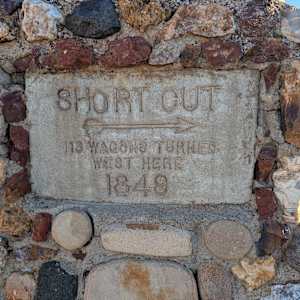 SHORT CUT
113 WAGONS TURNED
WEST HERE
1849